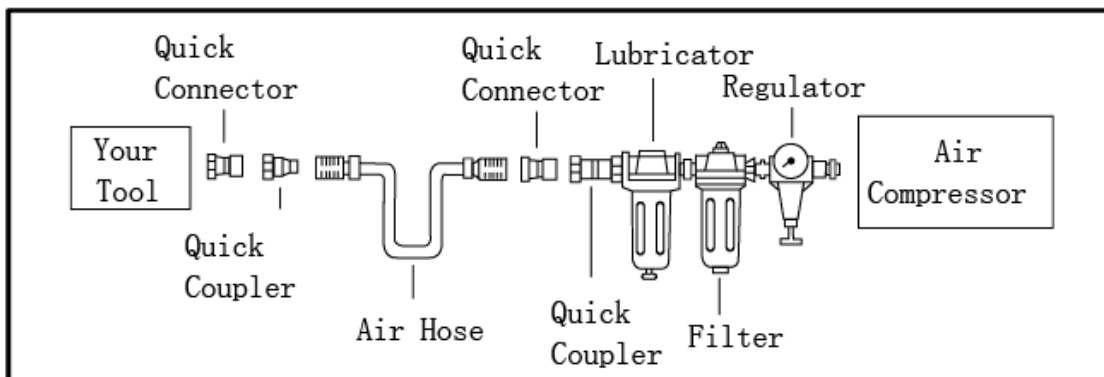 Quick
Connector
Quick
Connector
Lubricator
Regulator
Your
Tool
Air
Compressor
Quick
Coupler
Air Hose
Quick
Coupler
Filter